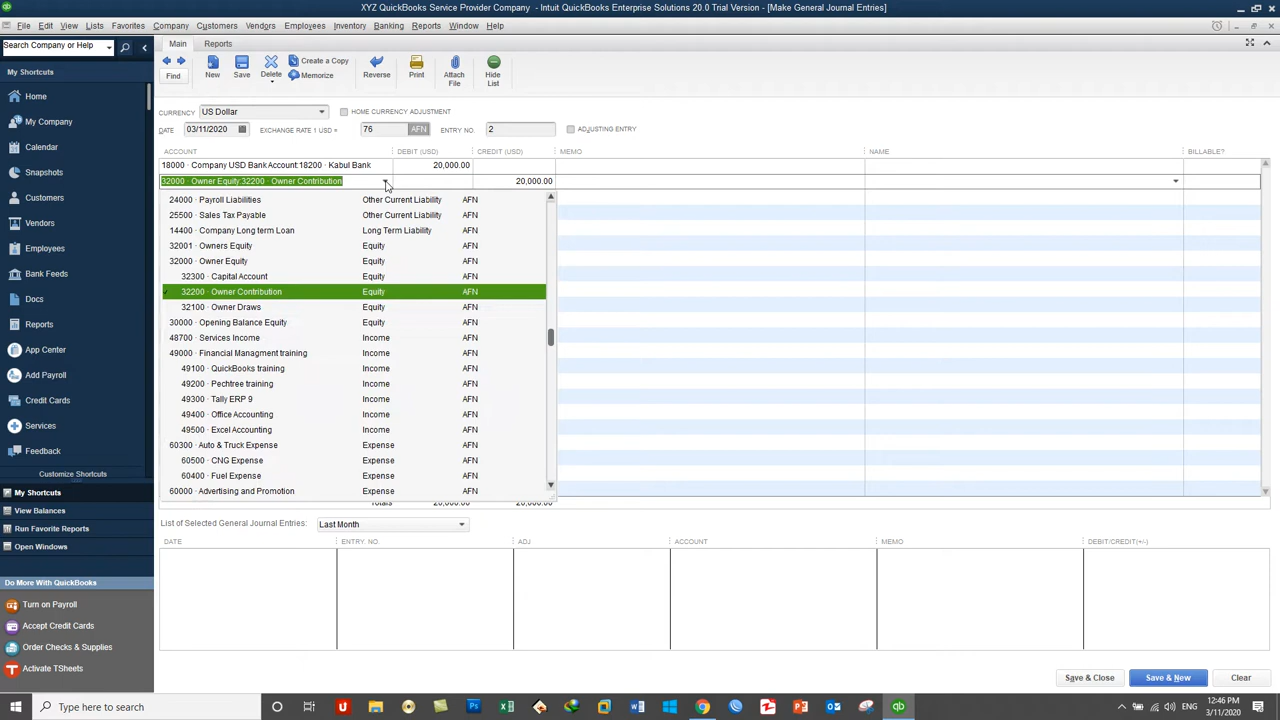 XYZ QuickBooks Service Provider Company - Intuit QuickBooks Enterprise Solutions 20.0 Trial Version - [Make General Journal Entries]
File Edit View Lists Favorites Company Customers Vendors Employees Inventory Banking Reports Window Help
Search Company or Help
My Shortcuts
Home
My Company
Calendar
Snapshots
Customers
Vendors
Employees
Bank Feeds
Docs
Reports
App Center
Add Payroll
Credit Cards
Services
Feedback
Customize Shortcuts
My Shortcuts
View Balances
Run Favorite Reports
Open Windows
Do More With QuickBooks
Turn on Payroll
Accept Credit Cards
Order Checks & Supplies
Activate TSheets
Main Reports
Find New Save Delete Create a Copy Memorize Reverse Print Attach File Hide List
CURRENCY US Dollar HOME CURRENCY ADJUSTMENT
DATE 03/11/2020 EXCHANGE RATE 1 USD = 76 AFN ENTRY NO. 2 ADJUSTING ENTRY
ACCOUNT DEBIT (USD) CREDIT (USD) MEMO NAME BILLABLE?
18000 · Company USD Bank Account:18200 · Kabul Bank 20,000.00
32000 · Owner Equity:32200 · Owner Contribution 20,000.00
24000 · Payroll Liabilities Other Current Liability AFN
25500 · Sales Tax Payable Other Current Liability AFN
14400 · Company Long term Loan Long Term Liability AFN
32001 · Owners Equity Equity AFN
32000 · Owner Equity Equity AFN
32300 · Capital Account Equity AFN
32200 · Owner Contribution Equity AFN
32100 · Owner Draws Equity AFN
30000 · Opening Balance Equity Equity AFN
48700 · Services Income Income AFN
49000 · Financial Managment training Income AFN
49100 · QuickBooks training Income AFN
49200 · Pechtree training Income AFN
49300 · Tally ERP 9 Income AFN
49400 · Office Accounting Income AFN
49500 · Excel Accounting Income AFN
60300 · Auto & Truck Expense Expense AFN
60500 · CNG Expense Expense AFN
60400 · Fuel Expense Expense AFN
60000 · Advertising and Promotion Expense AFN
Totals 20,000.00 20,000.00
List of Selected General Journal Entries: Last Month
DATE ENTRY. NO. ADJ ACCOUNT MEMO DEBIT/CREDIT(+/-)
Save & Close Save & New Clear
Type here to search
12:46 PM
3/11/2020